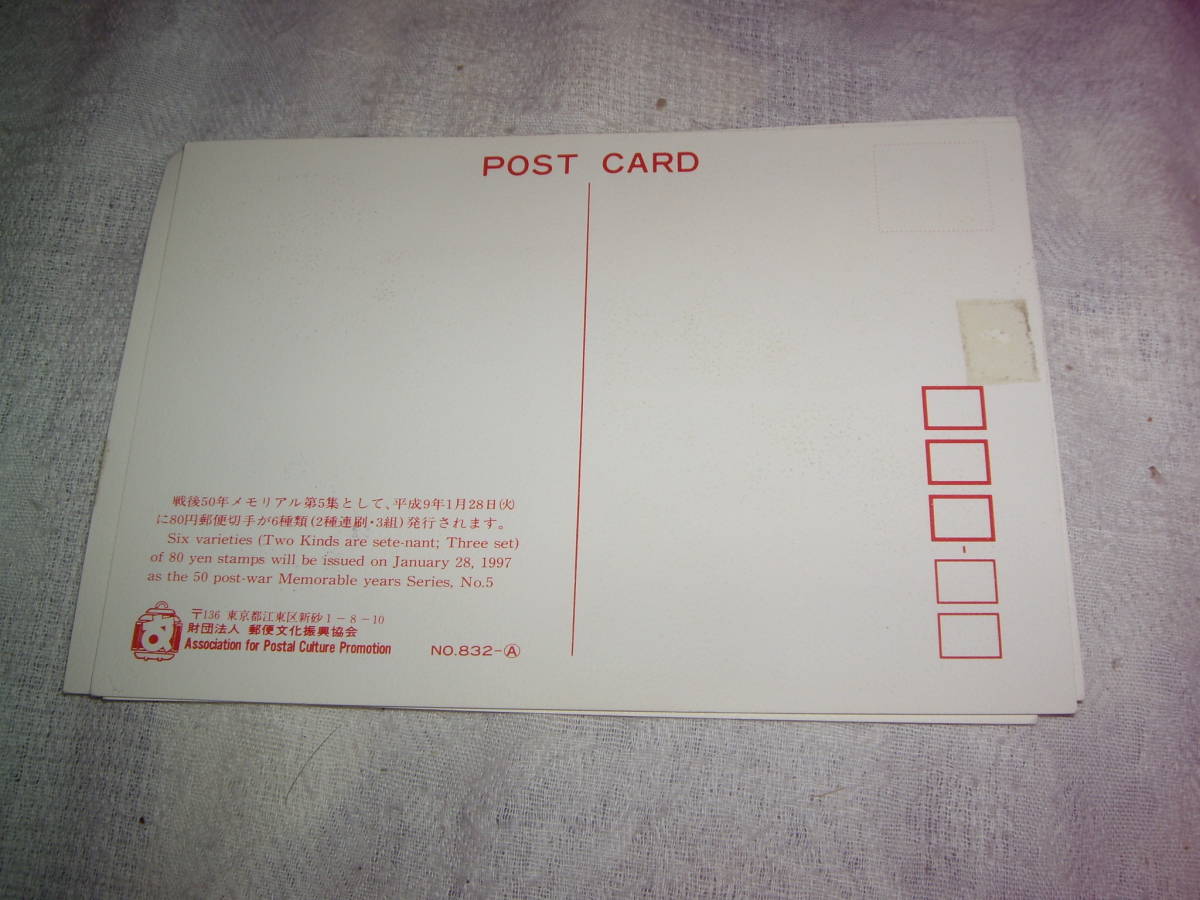 POST CARD
戦後50年メモリアル第5集として、平成9年1月28日㈫
に80円郵便切手が6種類(2種連刷・3組)発行されます。
Six varieties (Two Kinds are sete-nant; Three set)
of 80 yen stamps will be issued on January 28, 1997
as the 50 post-war Memorable years Series, No.5
〒136 東京都江東区新砂1-8-10
財団法人 郵便文化振興協会
Association for Postal Culture Promotion
NO.832-Ⓐ